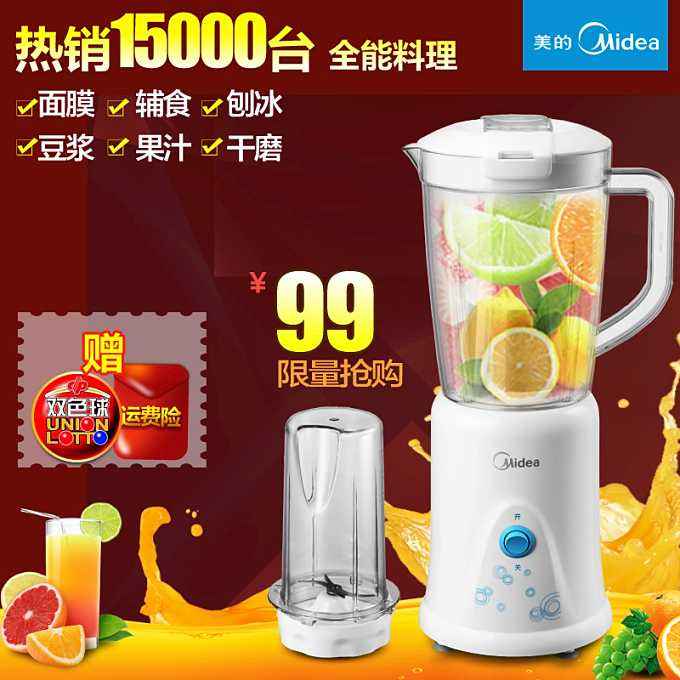 热销15000台 全能料理
美的 Midea
面膜 辅食 刨冰
豆浆 果汁 干磨
¥99
限量抢购
赠
双色球
UNION
LOTTO
运费险
Midea
开
关